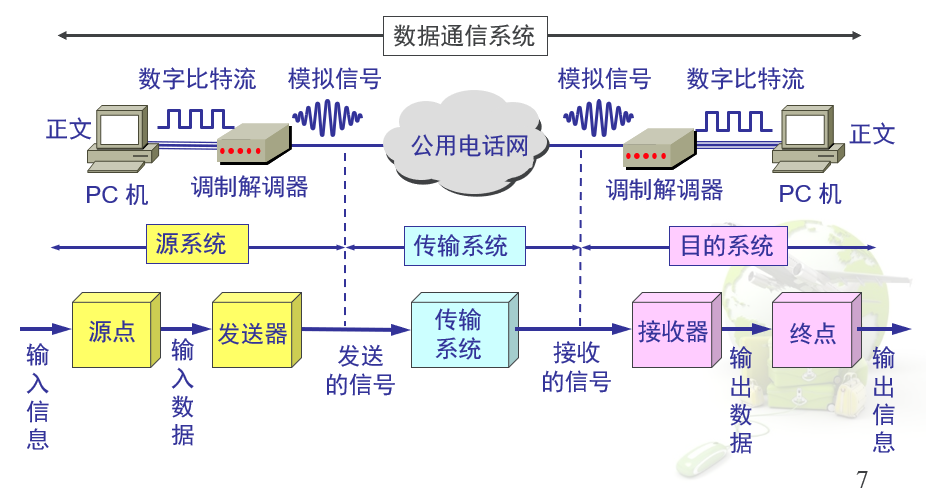 数据通信系统
数字比特流
模拟信号
模拟信号
数字比特流
正文
公用电话网
正文
PC 机
调制解调器
调制解调器
PC 机
源系统
传输系统
目的系统
源点
发送器
传输
系统
接收器
终点
输入信息
输入数据
发送
的信号
接收
的信号
输出数据
输出信息
7